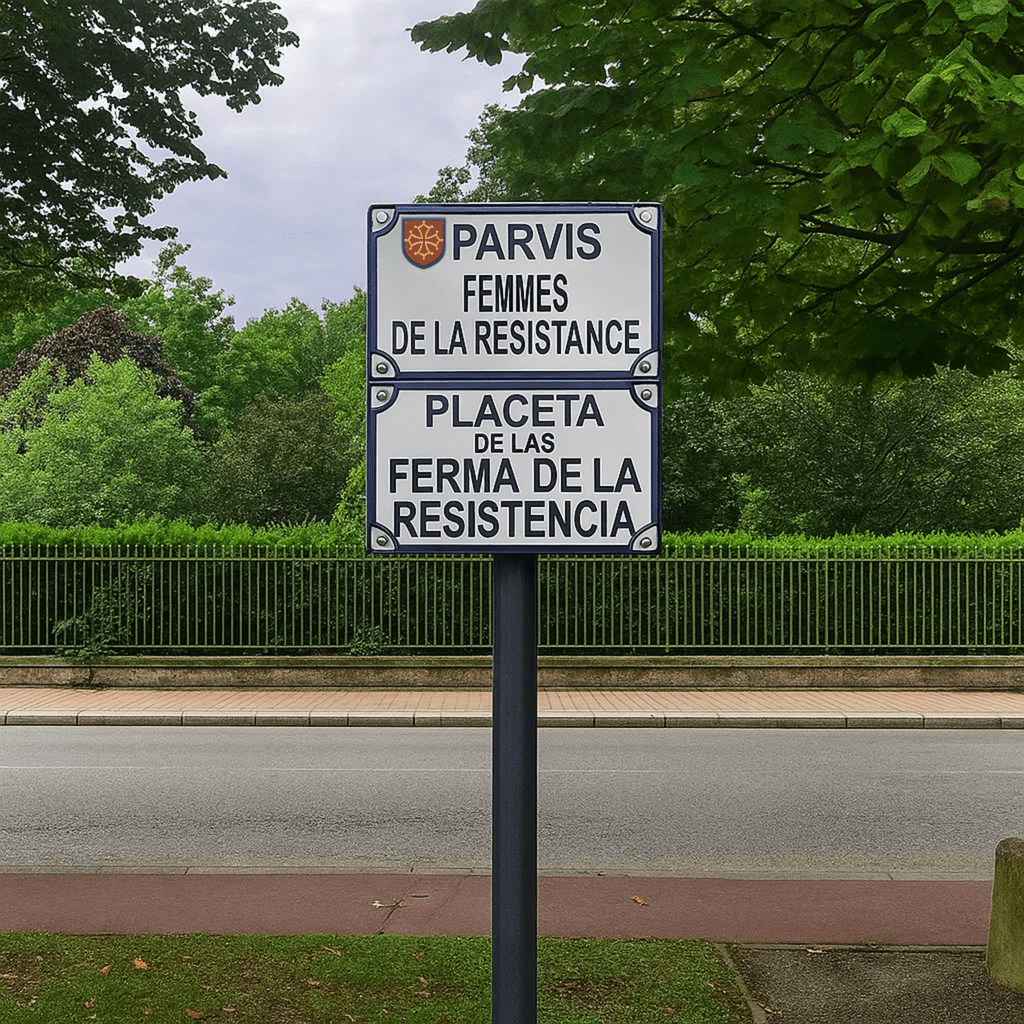 PARVIS
FEMMES
DE LA RESISTANCE
PLACETA
DE LAS
FERMA DE LA
RESISTENCIA